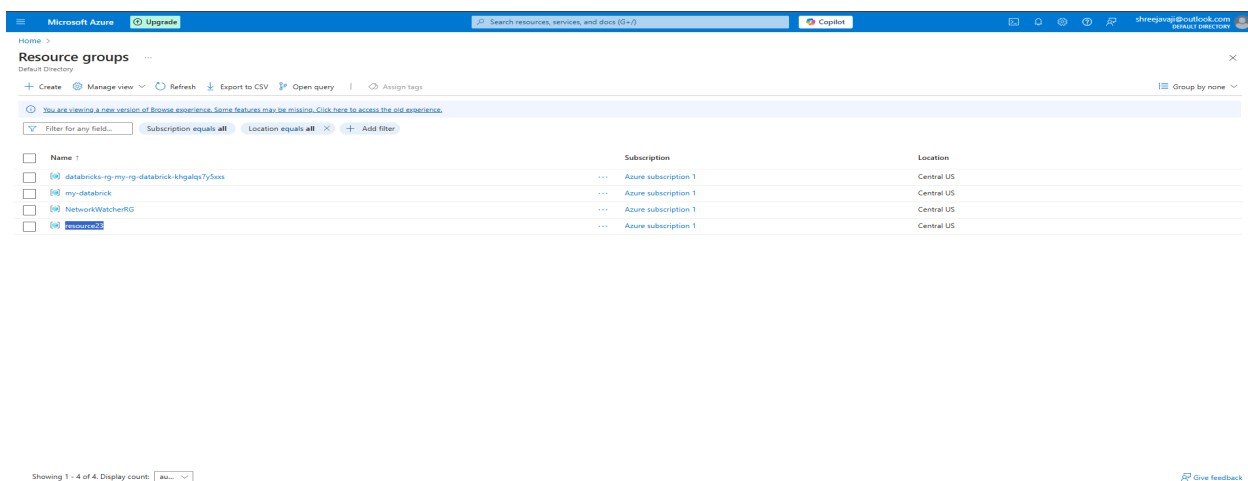 Microsoft Azure Upgrade Search resources, services, and docs (G+/) Copilot shreejavaji@outlook.com
DEFAULT DIRECTORY
Home >
Resource groups ...
Default Directory
+ Create Manage view Refresh Export to CSV Open query | Assign tags Group by none
You are viewing a new version of Browse experience. Some features may be missing. Click here to access the old experience.
Filter for any field... Subscription equals all Location equals all × + Add filter
Name ↑ Subscription Location
databricks-rg-my-rg-databrick-khgalqs7y5xxs ... Azure subscription 1 Central US
my-databrick ... Azure subscription 1 Central US
NetworkWatcherRG ... Azure subscription 1 Central US
resource23 ... Azure subscription 1 Central US
Showing 1 - 4 of 4. Display count: au... Give feedback